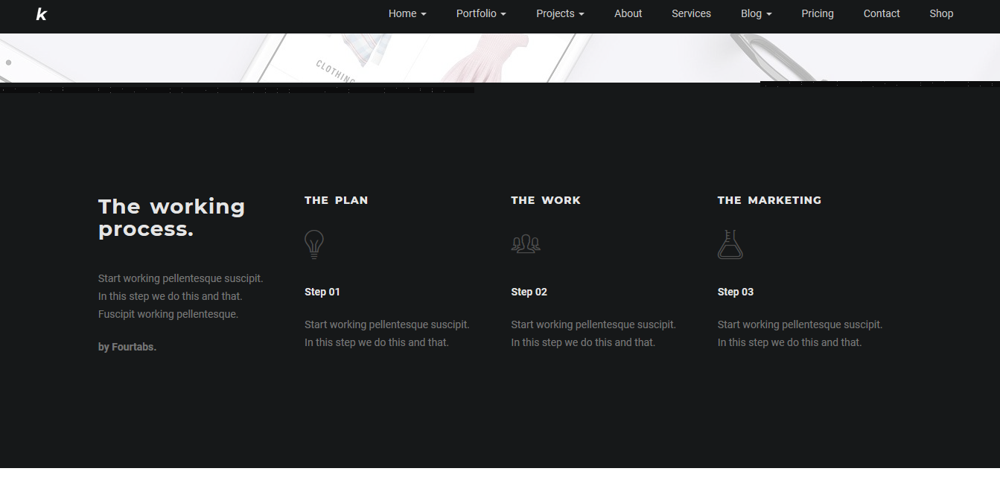 k
Home
Portfolio
Projects
About
Services
Blog
Pricing
Contact
Shop
CLOTHING
The working
process.
Start working pellentesque suscipit.
In this step we do this and that.
Fuscipit working pellentesque.
by Fourtabs.
THE PLAN
Step 01
Start working pellentesque suscipit.
In this step we do this and that.
THE WORK
Step 02
Start working pellentesque suscipit.
In this step we do this and that.
THE MARKETING
Step 03
Start working pellentesque suscipit.
In this step we do this and that.